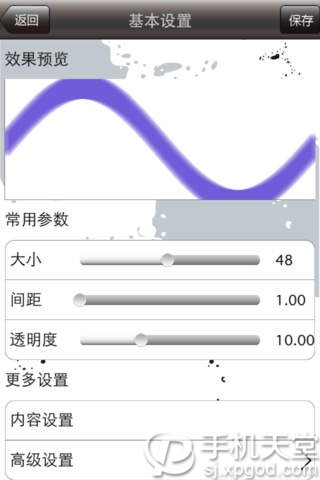 返回 基本设置 保存
效果预览
常用参数
大小 48
间距 1.00
透明度 10.00
更多设置
内容设置
高级设置
手机天堂
sj.xpgod.com